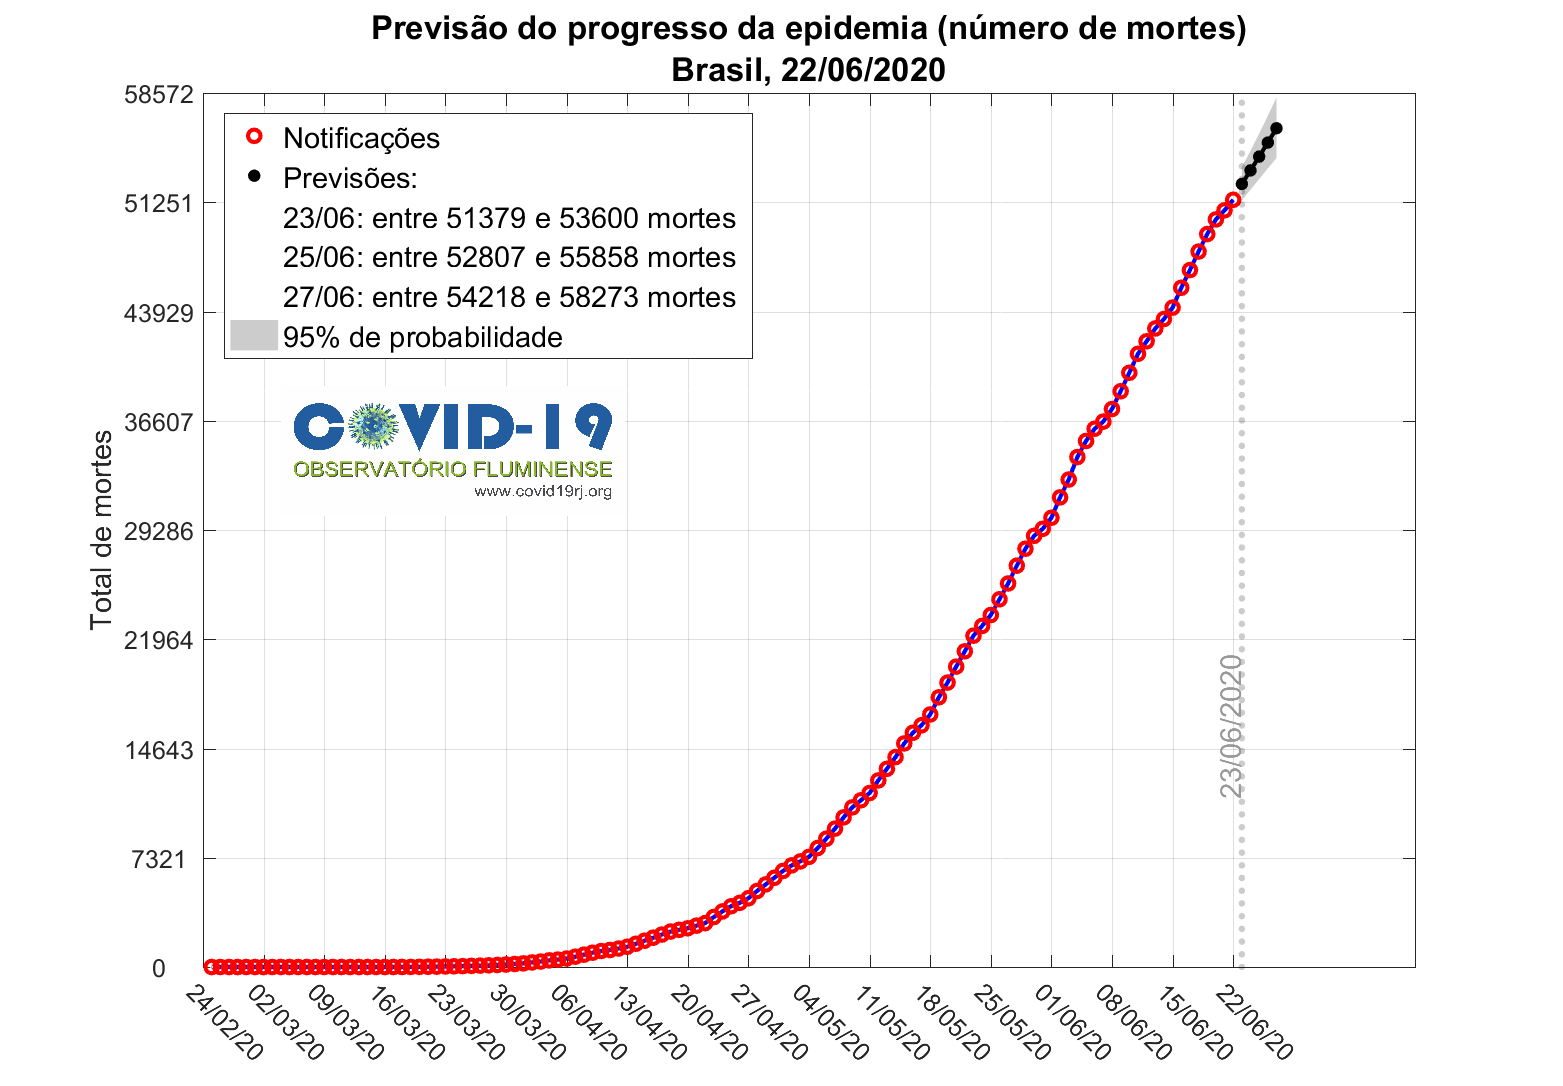 Previsão do progresso da epidemia (número de mortes)
Brasil, 22/06/2020
58572
51251
43929
36607
29286
21964
14643
7321
0
Total de mortes
Notificações
Previsões:
23/06: entre 51379 e 53600 mortes
25/06: entre 52807 e 55858 mortes
27/06: entre 54218 e 58273 mortes
95% de probabilidade
COVID-19
OBSERVATÓRIO FLUMINENSE
www.covid19rj.org
23/06/2020
24/02/20
02/03/20
09/03/20
16/03/20
23/03/20
30/03/20
06/04/20
13/04/20
20/04/20
27/04/20
04/05/20
11/05/20
18/05/20
25/05/20
01/06/20
08/06/20
15/06/20
22/06/20